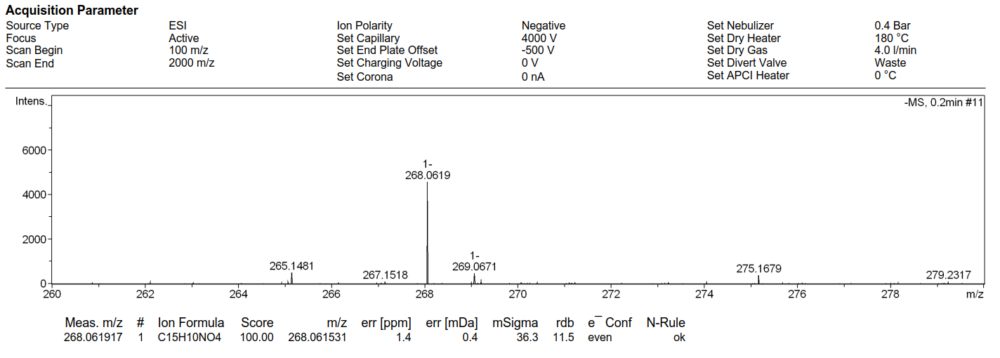 Acquisition Parameter
Source Type ESI Ion Polarity Negative Set Nebulizer 0.4 Bar
Focus Active Set Capillary 4000 V Set Dry Heater 180 °C
Scan Begin 100 m/z Set End Plate Offset -500 V Set Dry Gas 4.0 l/min
Scan End 2000 m/z Set Charging Voltage 0 V Set Divert Valve Waste
Set Corona 0 nA Set APCI Heater 0 °C
Intens.
-MS, 0.2min #11
6000
1-
268.0619
4000
2000
1-
269.0671
265.1481
275.1679
267.1518
279.2317
0
260 262 264 266 268 270 272 274 276 278 m/z
Meas. m/z # Ion Formula Score m/z err [ppm] err [mDa] mSigma rdb e¯ Conf N-Rule
268.061917 1 C15H10NO4 100.00 268.061531 1.4 0.4 36.3 11.5 even ok